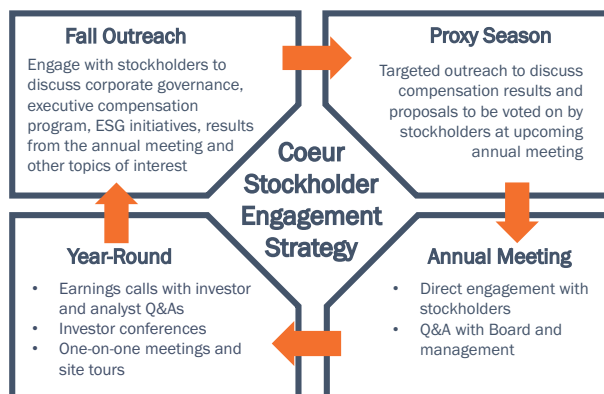 Fall Outreach
Engage with stockholders to
discuss corporate governance,
executive compensation
program, ESG initiatives, results
from the annual meeting and
other topics of interest
Proxy Season
Targeted outreach to discuss
compensation results and
proposals to be voted on by
stockholders at upcoming
annual meeting
Coeur
Stockholder
Engagement
Strategy
Year-Round
• Earnings calls with investor
and analyst Q&As
• Investor conferences
• One-on-one meetings and
site tours
Annual Meeting
• Direct engagement with
stockholders
• Q&A with Board and
management